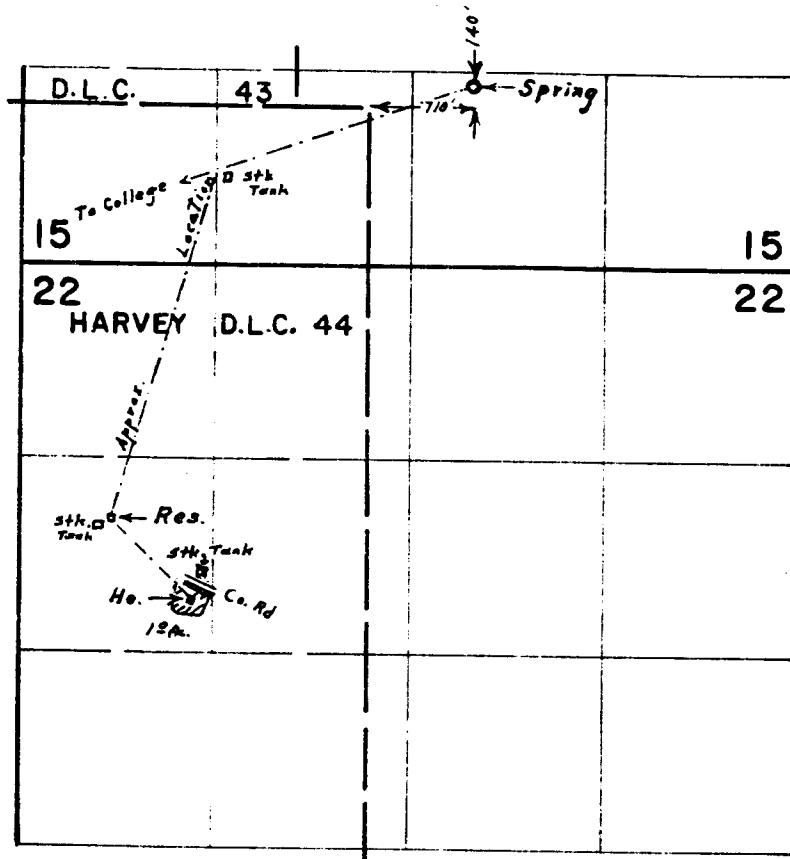 140'
D.L.C. 43
Spring
710'
stk
Tank
To College
Location
15 15
22 22
HARVEY D.L.C. 44
Approx.
stk.
Tank
Res.
stk. Tank
Ho.
Co. Rd
1.0 Ac.